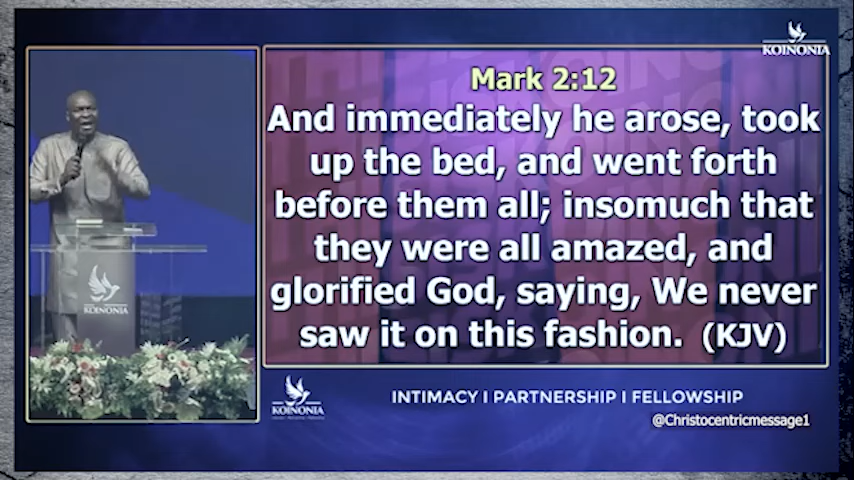 KOINONIA
Mark 2:12
And immediately he arose, took
up the bed, and went forth
before them all; insomuch that
they were all amazed, and
glorified God, saying, We never
saw it on this fashion. (KJV)
KOINONIA
KOINONIA
INTIMACY I PARTNERSHIP I FELLOWSHIP
@Christocentricmessage1